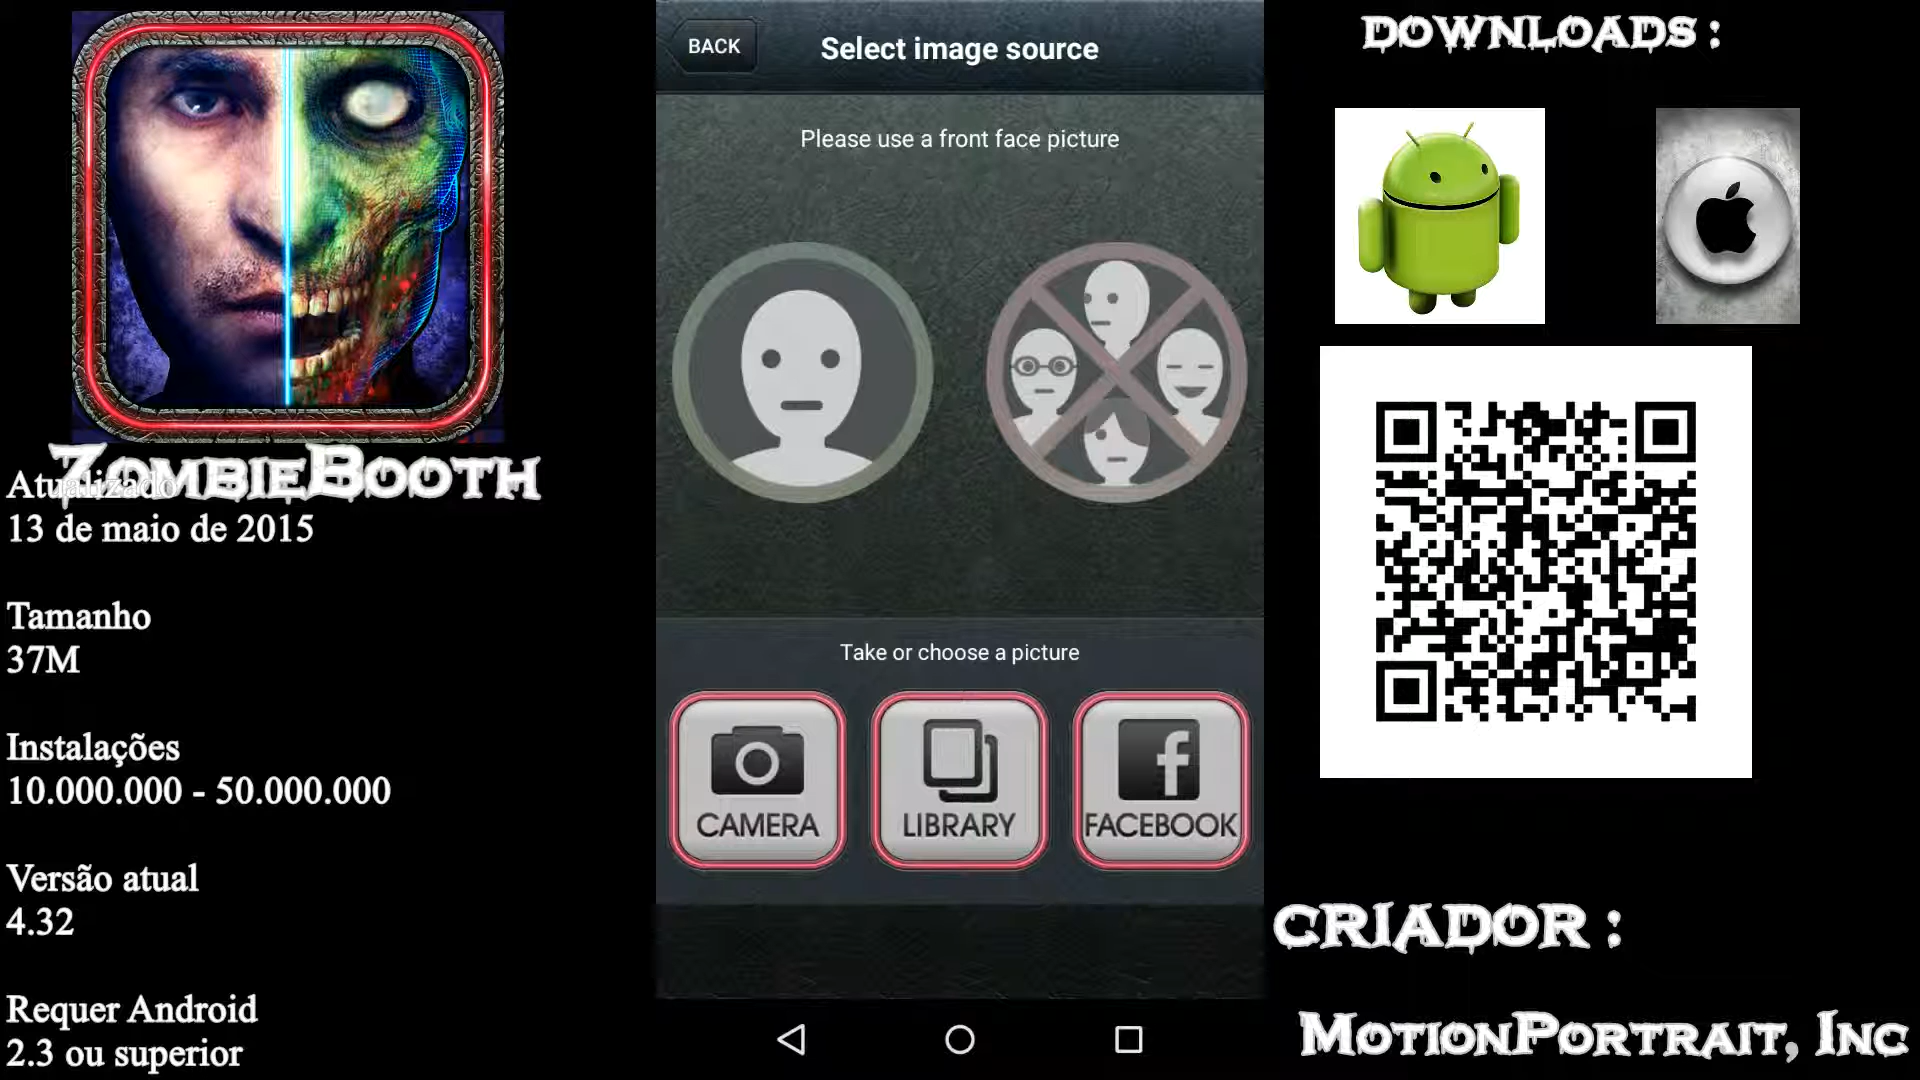 ZOMBIEBOOTH
Atualizado
13 de maio de 2015
Tamanho
37M
Instalações
10.000.000 - 50.000.000
Versão atual
4.32
Requer Android
2.3 ou superior
BACK
Select image source
Please use a front face picture
Take or choose a picture
CAMERA
LIBRARY
FACEBOOK
DOWNLOADS :
CRIADOR :
MOTIONPORTRAIT, INC